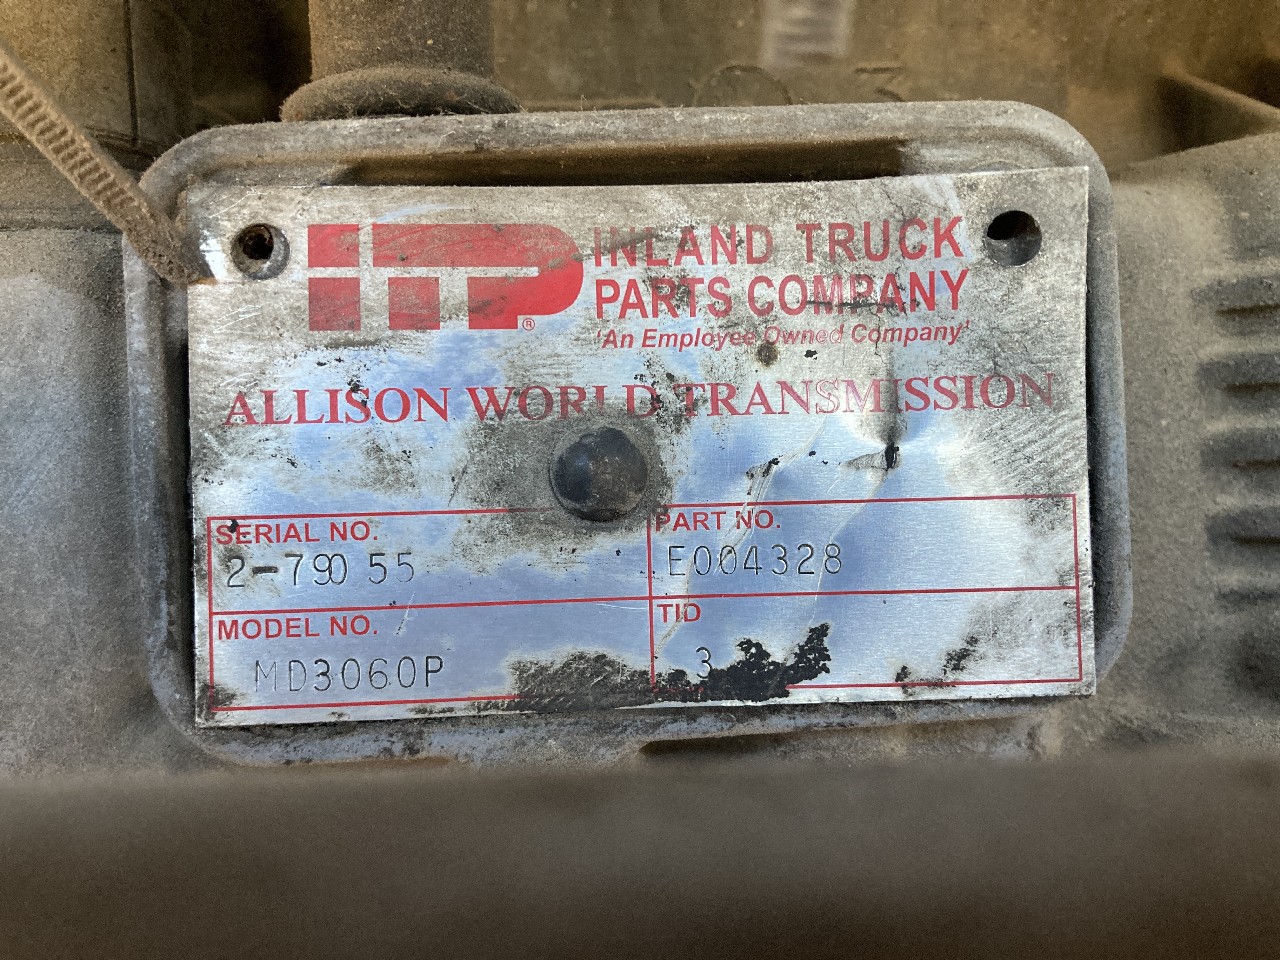 ITP® INLAND TRUCK
PARTS COMPANY
'An Employee Owned Company'
ALLISON WORLD TRANSMISSION
SERIAL NO. PART NO.
2-790 55 E004328
MODEL NO. TID
MD3060P 3